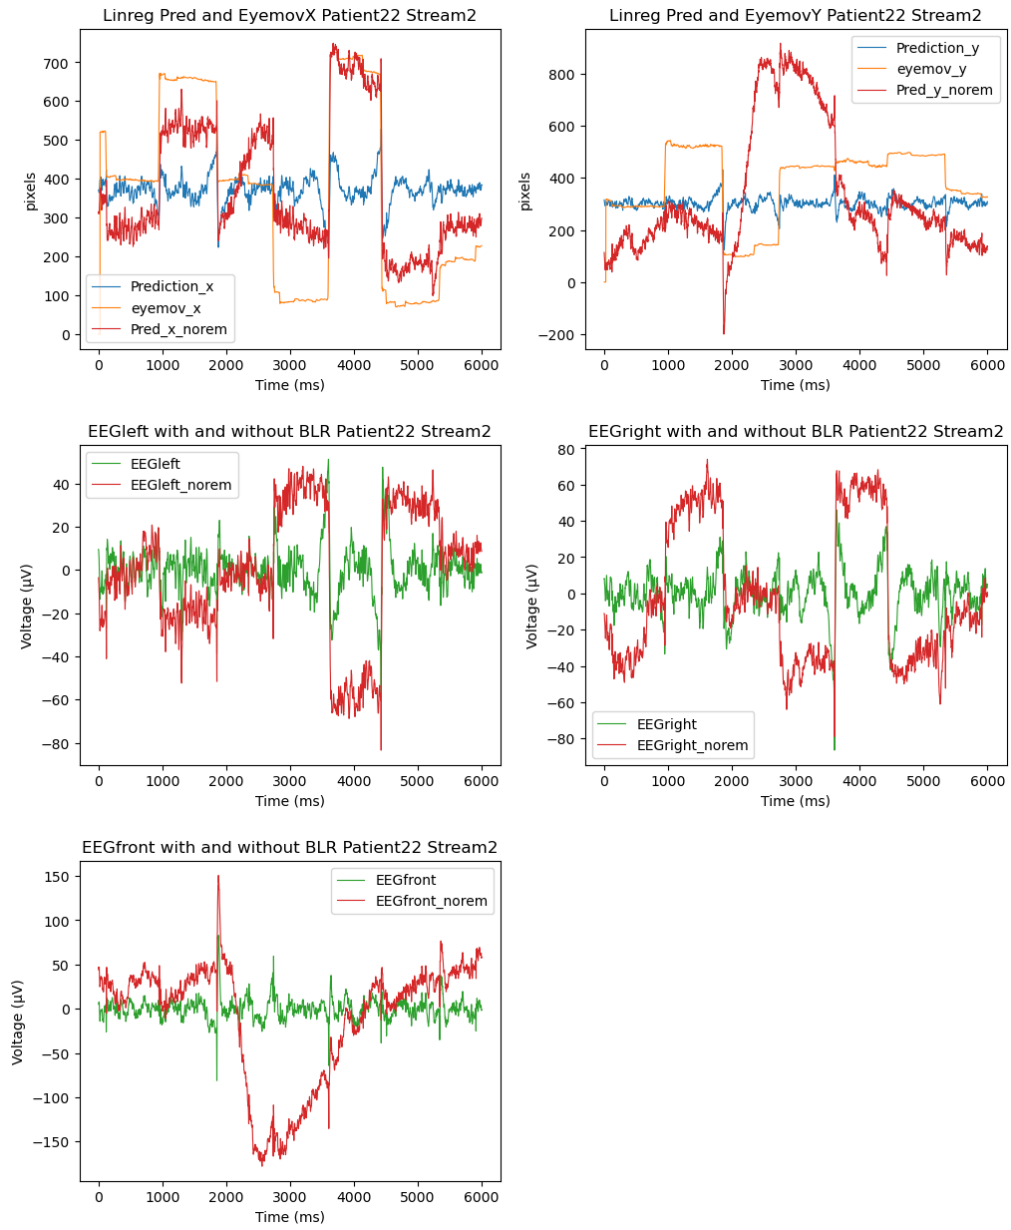 Linreg Pred and EyemovX Patient22 Stream2
pixels
700
600
500
400
300
200
100
0
Prediction_x
eyemov_x
Pred_x_norem
0 1000 2000 3000 4000 5000 6000
Time (ms)
Linreg Pred and EyemovY Patient22 Stream2
pixels
800
600
400
200
0
−200
Prediction_y
eyemov_y
Pred_y_norem
0 1000 2000 3000 4000 5000 6000
Time (ms)
EEGleft with and without BLR Patient22 Stream2
Voltage (µV)
40
20
0
−20
−40
−60
−80
EEGleft
EEGleft_norem
0 1000 2000 3000 4000 5000 6000
Time (ms)
EEGright with and without BLR Patient22 Stream2
Voltage (µV)
80
60
40
20
0
−20
−40
−60
−80
EEGright
EEGright_norem
0 1000 2000 3000 4000 5000 6000
Time (ms)
EEGfront with and without BLR Patient22 Stream2
Voltage (µV)
150
100
50
0
−50
−100
−150
EEGfront
EEGfront_norem
0 1000 2000 3000 4000 5000 6000
Time (ms)